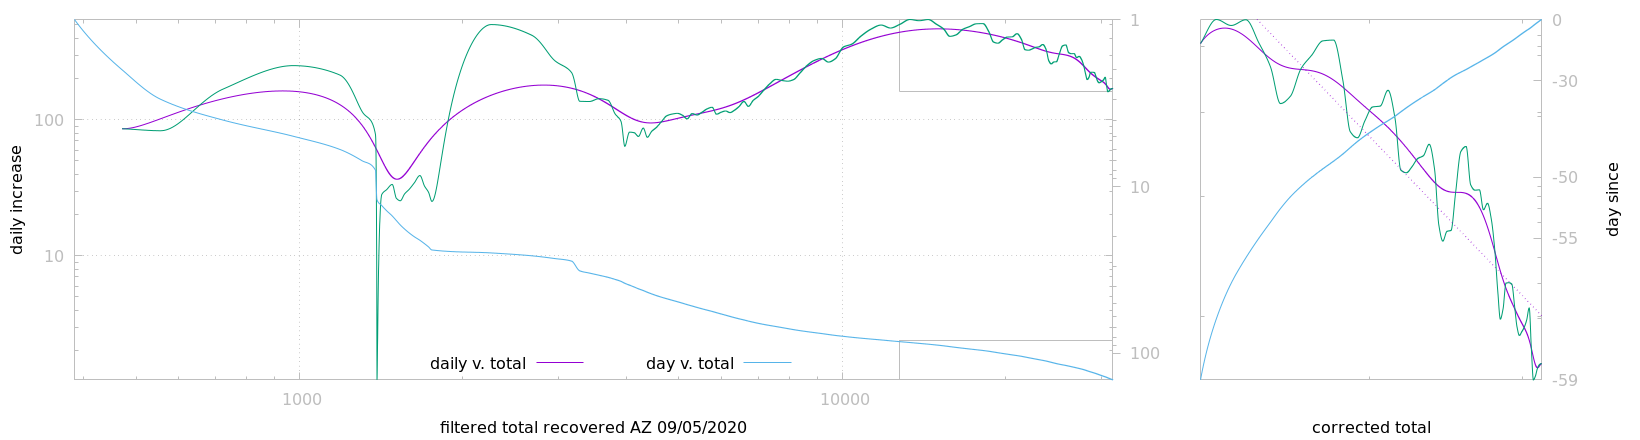 1
0
-30
100
10
-50
-55
10
100
-59
daily increase
day since
daily v. total
day v. total
1000
10000
filtered total recovered AZ 09/05/2020
corrected total